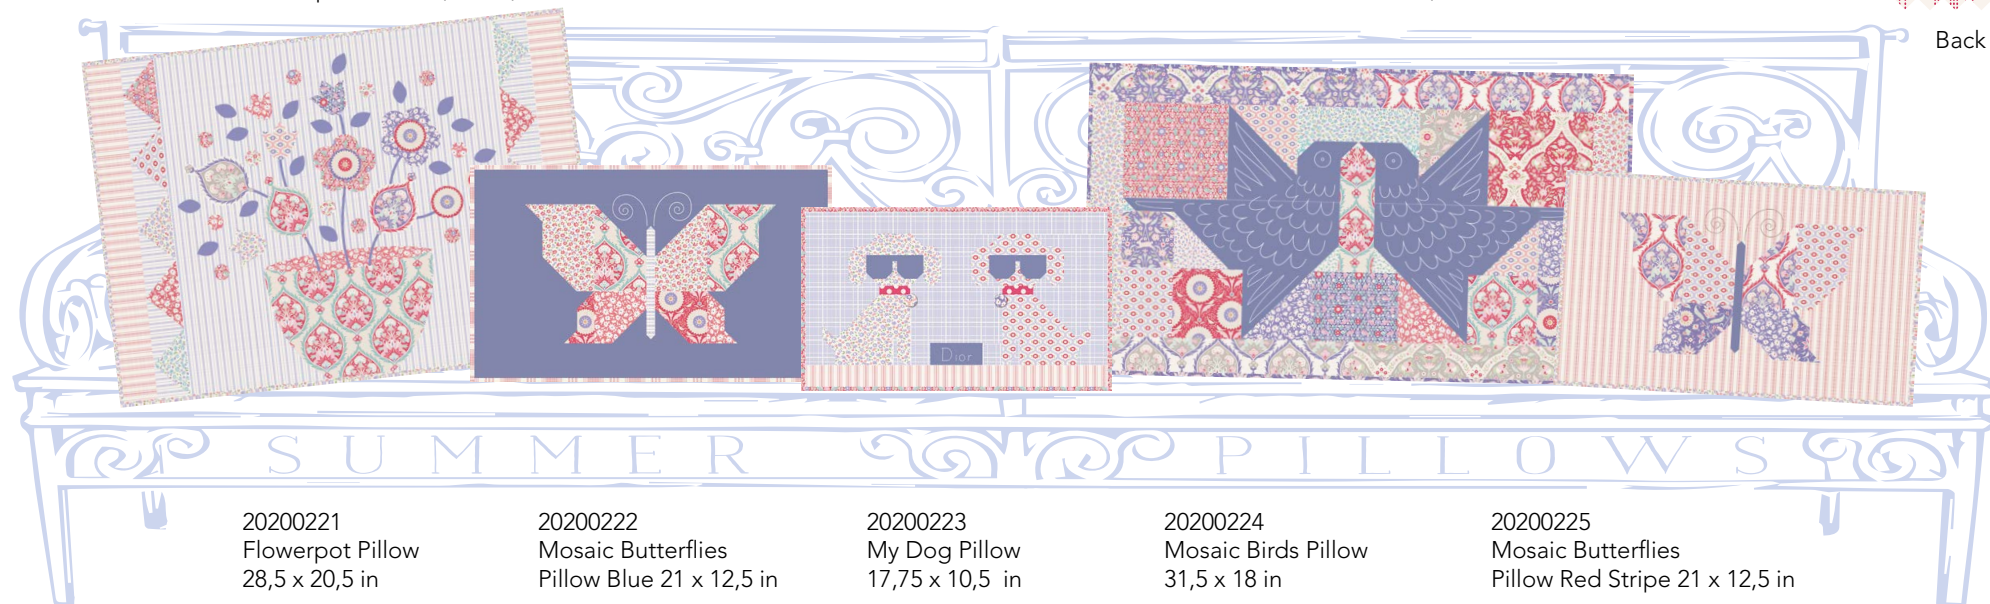 Back
Dior
SUMMER PILLOWS
20200221
Flowerpot Pillow
28,5 x 20,5 in
20200222
Mosaic Butterflies
Pillow Blue 21 x 12,5 in
20200223
My Dog Pillow
17,75 x 10,5 in
20200224
Mosaic Birds Pillow
31,5 x 18 in
20200225
Mosaic Butterflies
Pillow Red Stripe 21 x 12,5 in